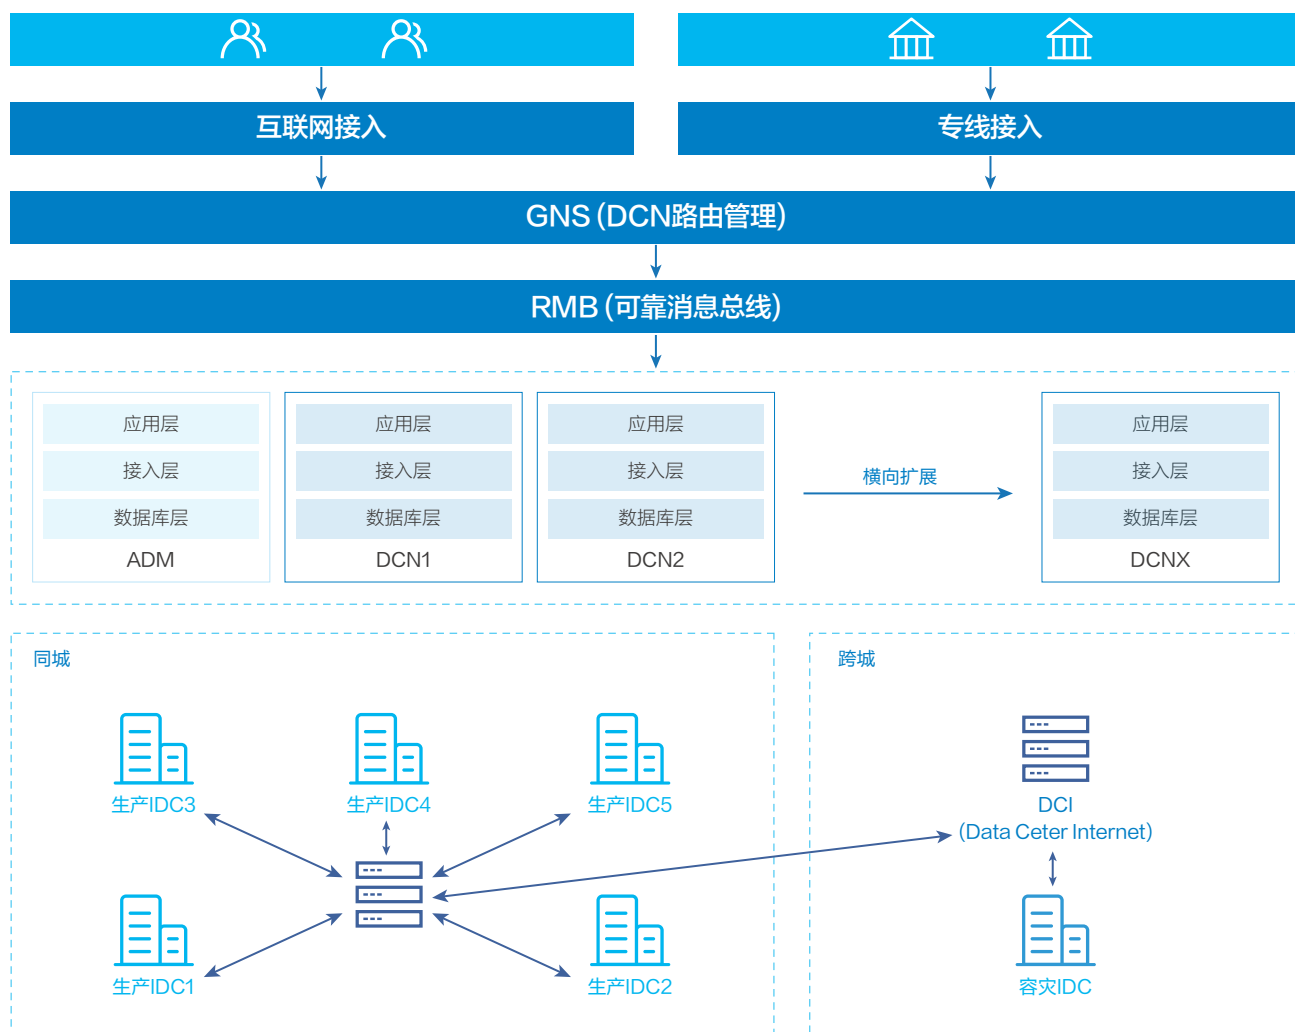 互联网接入
专线接入
GNS (DCN路由管理)
RMB (可靠消息总线)
应用层
接入层
数据库层
ADM
应用层
接入层
数据库层
DCN1
应用层
接入层
数据库层
DCN2
横向扩展
应用层
接入层
数据库层
DCNX
同城
生产IDC3
生产IDC4
生产IDC5
生产IDC1
生产IDC2
跨城
DCI
(Data Ceter Internet)
容灾IDC